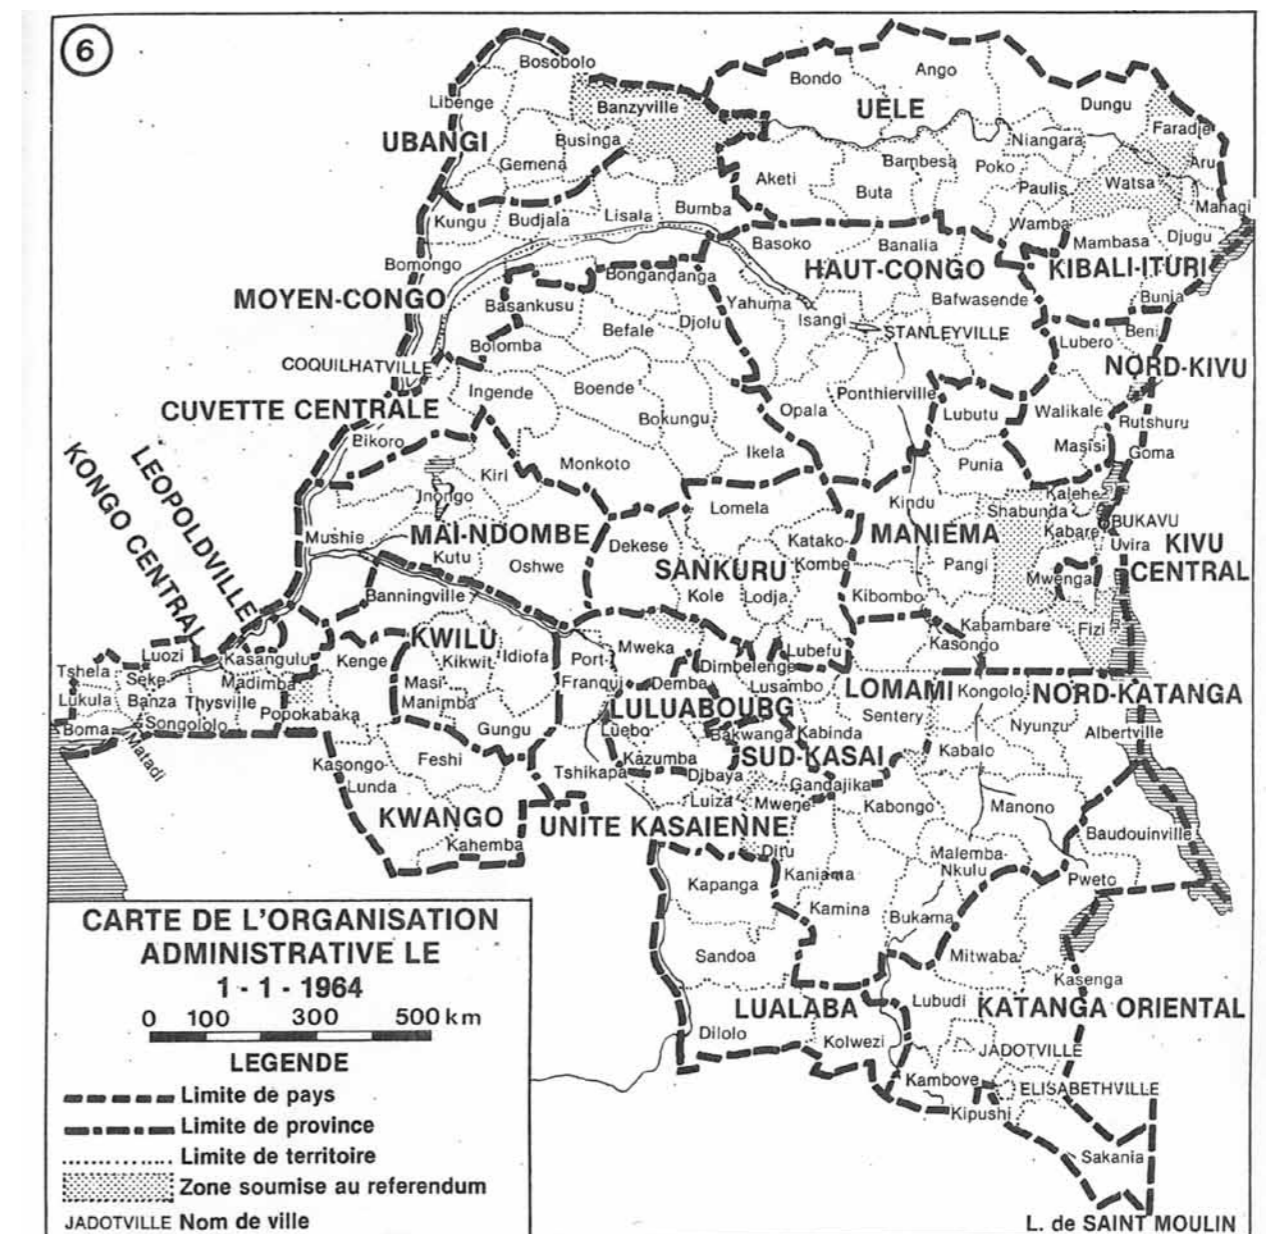 6
Bosobolo
Bondo
Ango
Libenge
Banzyville
UELE
Dungu
Faradje
UBANGI
Businga
Niangara
Gemena
Bambesa
Poko
Aru
Aketi
Buta
Paulis
Watsa
Mahagi
Kungu
Budjala
Lisala
Bumba
Wamba
Basoko
Banalia
Mambasa
Djugu
Bomongo
Bongandanga
HAUT-CONGO
KIBALI-ITURI
MOYEN-CONGO
Basankusu
Yahuma
Bafwasende
Bunia
Befale
Djolu
Isangi
STANLEYVILLE
Beni
Bolomba
Lubero
COQUILHATVILLE
NORD-KIVU
Ingende
Boende
Ponthierville
CUVETTE CENTRALE
Bokungu
Opala
Lubutu
Walikale
Rutshuru
Bikoro
Ikela
Masisi
Goma
LEOPOLDVILLE
KONGO CENTRAL
Kiri
Monkoto
Punia
Inongo
Lomela
Kindu
Kalehe
Shabunda
BUKAVU
Mushie
MAI-NDOMBE
Dekese
Katako-
Kombe
MANIEMA
Kabare
Uvira
KIVU
CENTRAL
Kutu
Oshwe
SANKURU
Pangi
Mwenga
Banningville
Kole
Lodja
Kibombo
Kabambare
Fizi
KWILU
Mweka
Kasongo
Luozi
Kasangulu
Kenge
Kikwit
Idiofa
Port-
Franqui
Dimbelenge
Lubefu
Tshela
Seke-
Banza
Madimba
Masi-
Manimba
Demba
Lusambo
LOMAMI
Kongolo
NORD-KATANGA
Lukula
Thysville
Popokabaka
LULUABOURG
Sentery
Nyunzu
Boma
Songololo
Gungu
Luebo
Bakwanga
Kabinda
Albertville
Matadi
Kasongo-
Lunda
Feshi
Tshikapa
Kazumba
Dibaya
SUD-KASAI
Kabalo
Gandajika
KWANGO
Luiza
Mwene
Ditu
Kabongo
Manono
UNITE KASAIENNE
Baudouinville
Kahemba
Malemba-
Nkulu
Kapanga
Kaniama
Pweto
Kamina
Bukama
Sandoa
Mitwaba
Kasenga
LUALABA
Lubudi
KATANGA ORIENTAL
Dilolo
Kolwezi
JADOTVILLE
Kambove
ELISABETHVILLE
Kipushi
Sakania
L. de SAINT MOULIN
CARTE DE L'ORGANISATION
ADMINISTRATIVE LE
1 - 1 - 1964
0 100 300 500 km
LEGENDE
Limite de pays
Limite de province
Limite de territoire
Zone soumise au referendum
JADOTVILLE Nom de ville